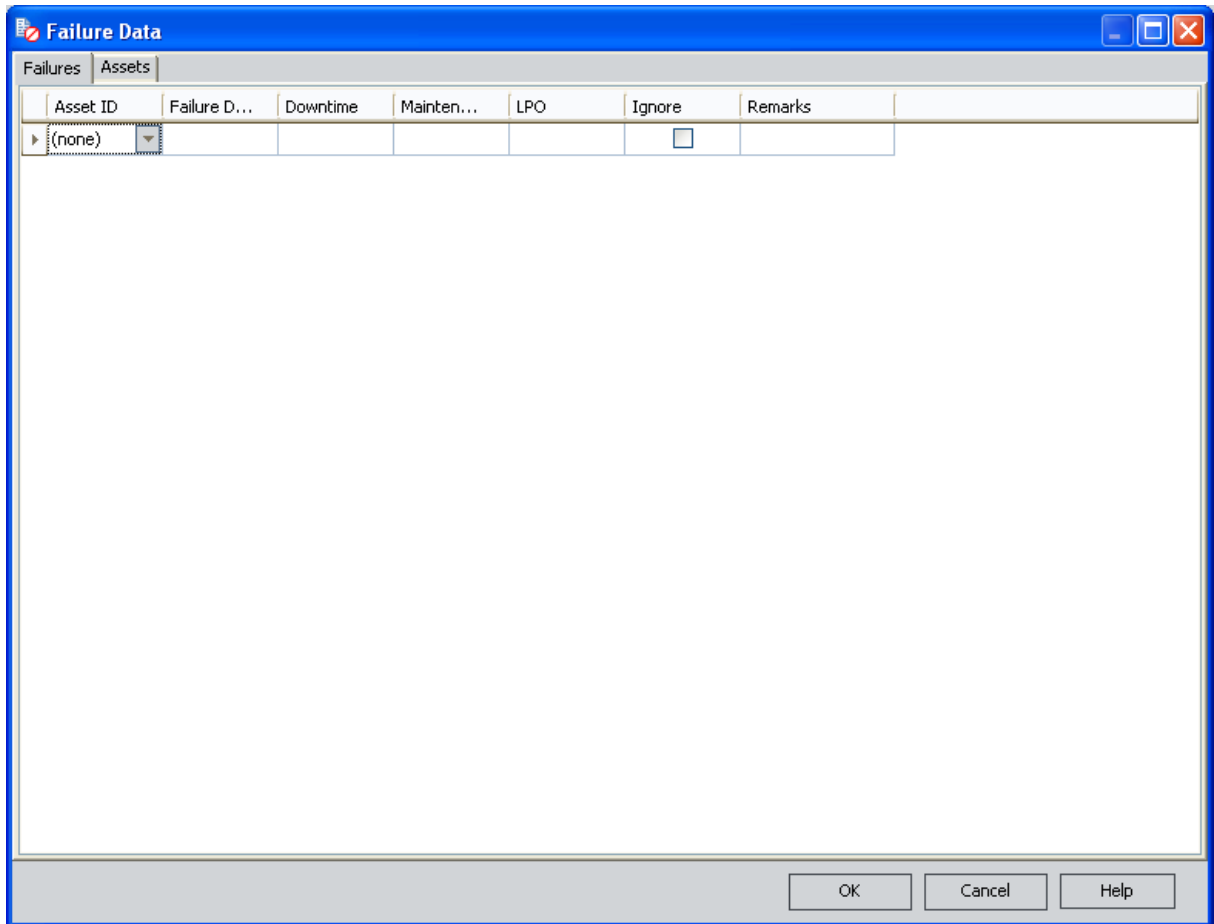 Failure Data
Failures Assets
Asset ID Failure D... Downtime Mainten... LPO Ignore Remarks
(none)
OK Cancel Help